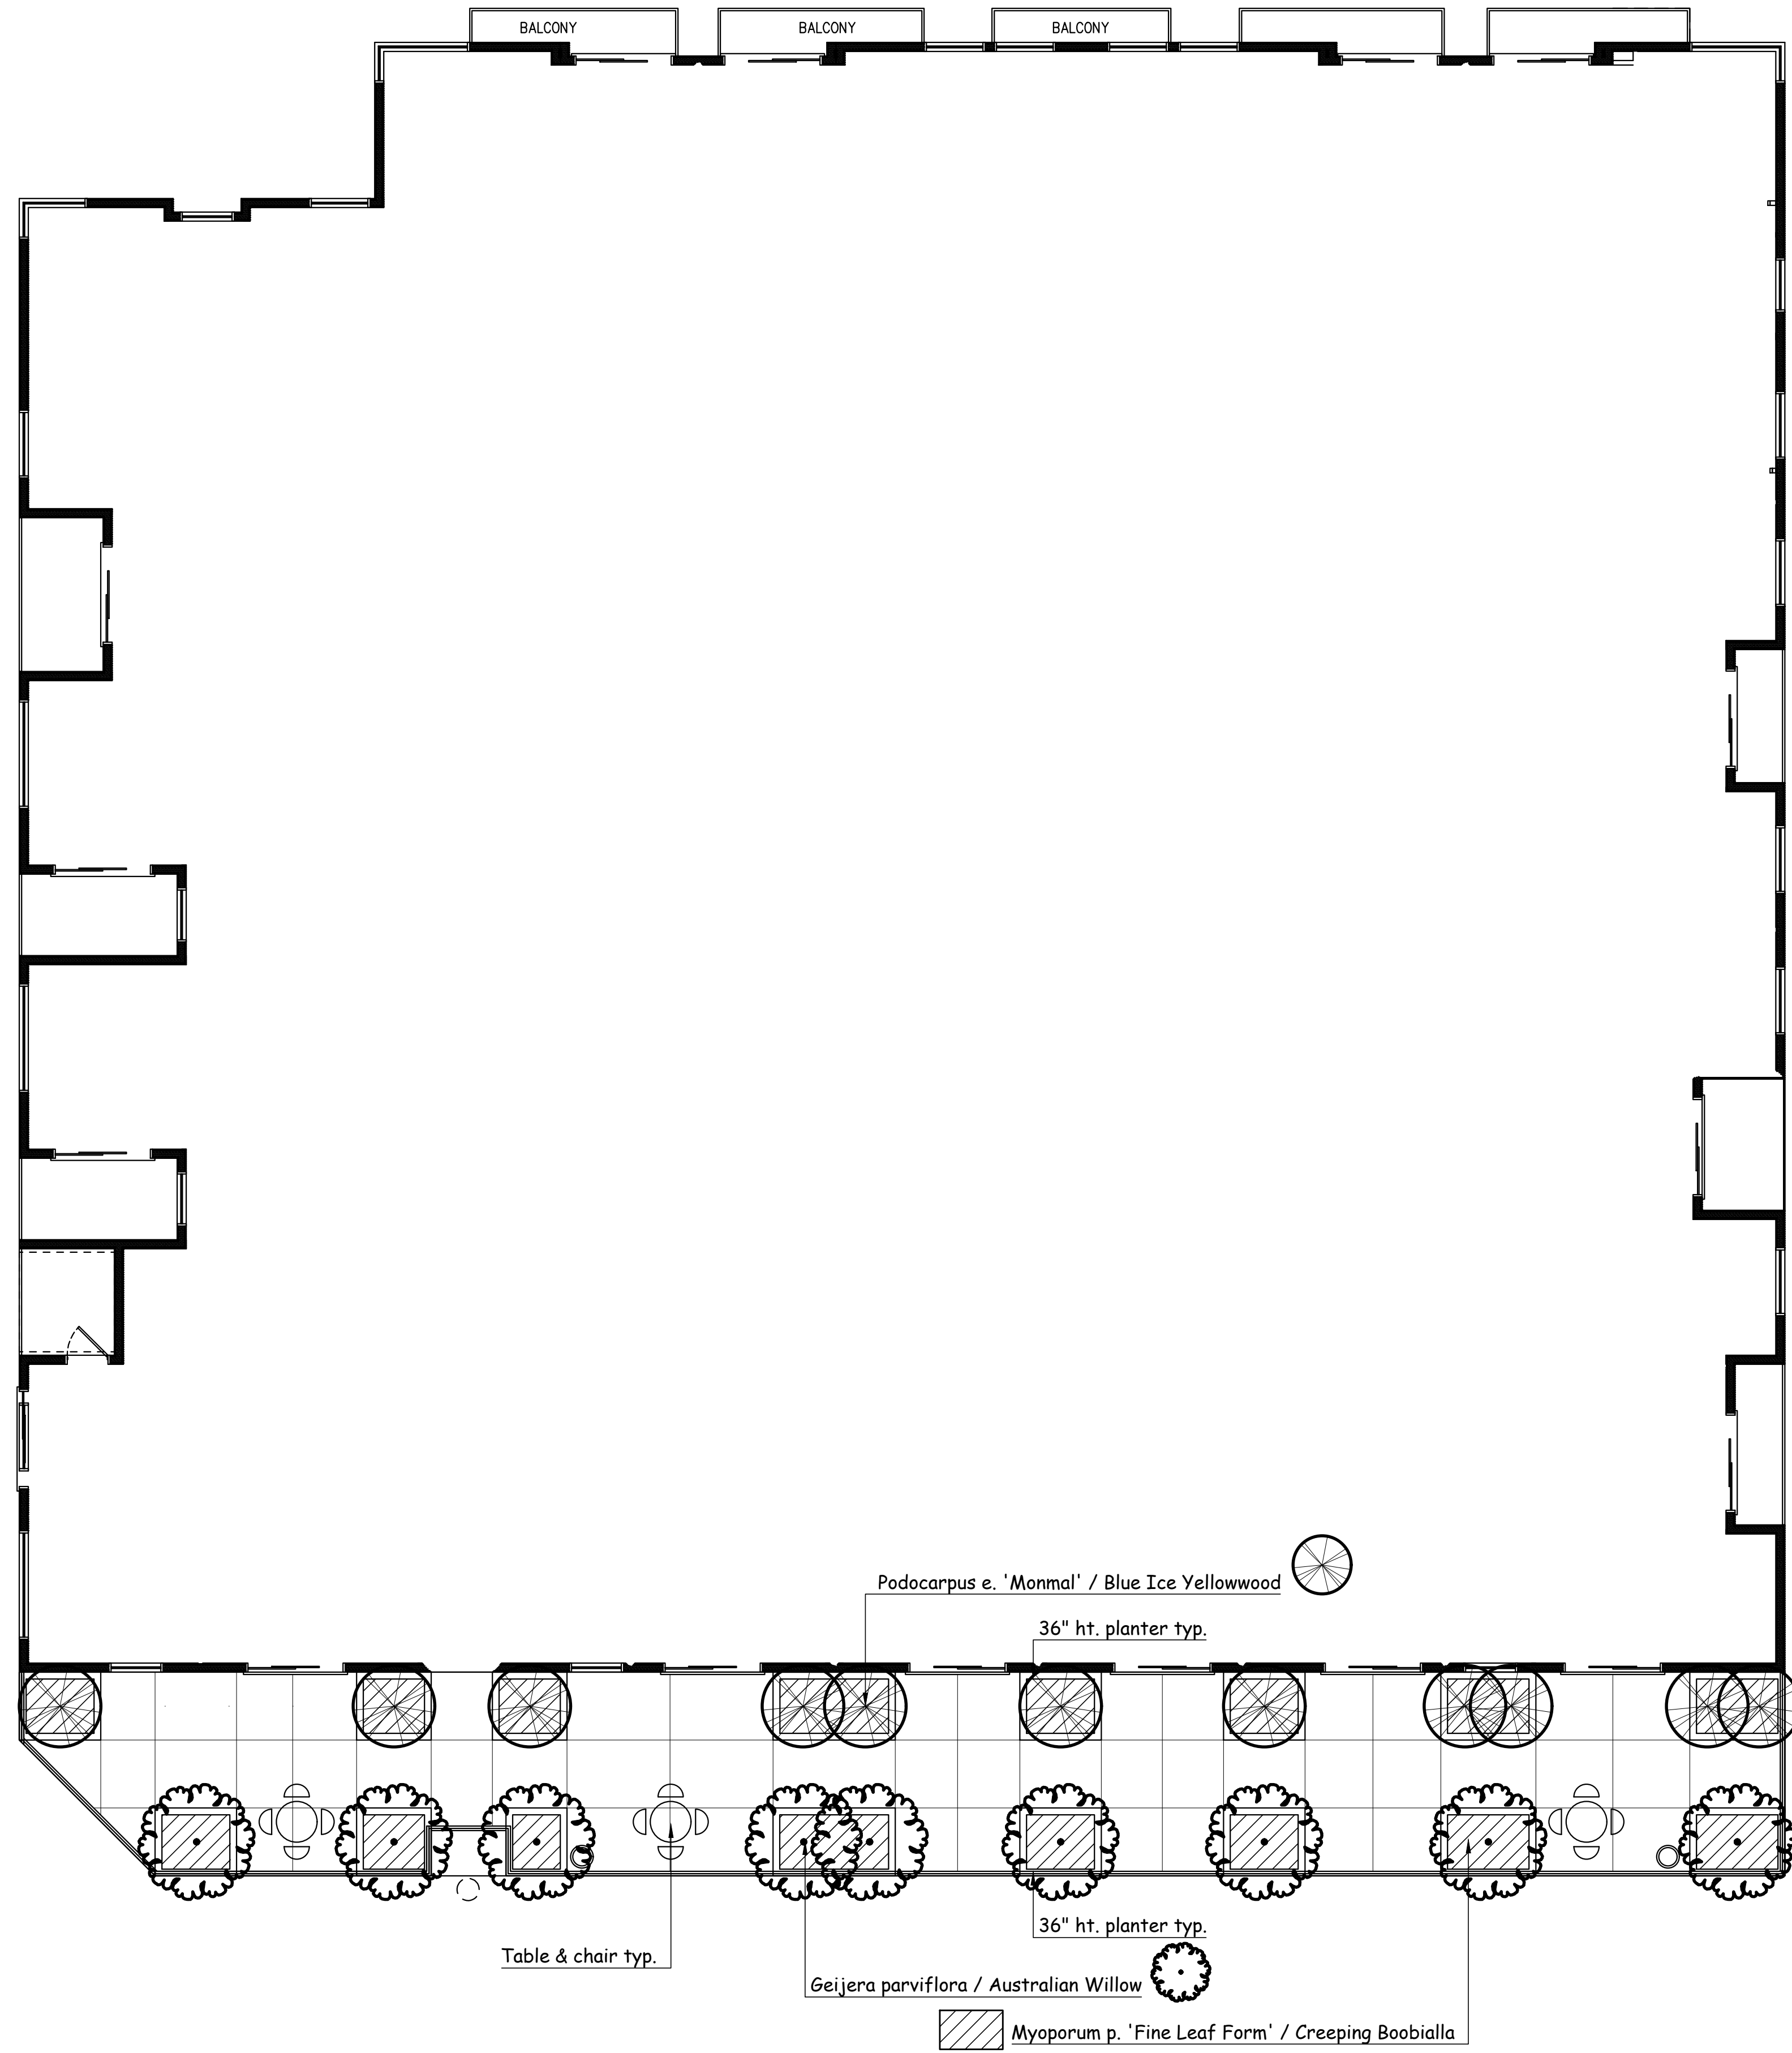 BALCONY
BALCONY
BALCONY
Podocarpus e. 'Monmal' / Blue Ice Yellowwood
36" ht. planter typ.
36" ht. planter typ.
Table & chair typ.
Geijera parviflora / Australian Willow
Myoporum p. 'Fine Leaf Form' / Creeping Boobialla